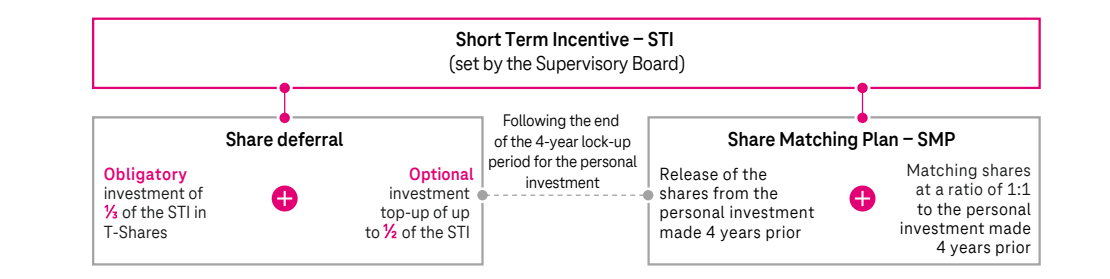 Short Term Incentive – STI
(set by the Supervisory Board)
Share deferral
Obligatory
investment of
⅓ of the STI in
T-Shares
Optional
investment
top-up of up
to ½ of the STI
Following the end
of the 4-year lock-up
period for the personal
investment
Share Matching Plan – SMP
Release of the
shares from the
personal investment
made 4 years prior
Matching shares
at a ratio of 1:1
to the personal
investment made
4 years prior